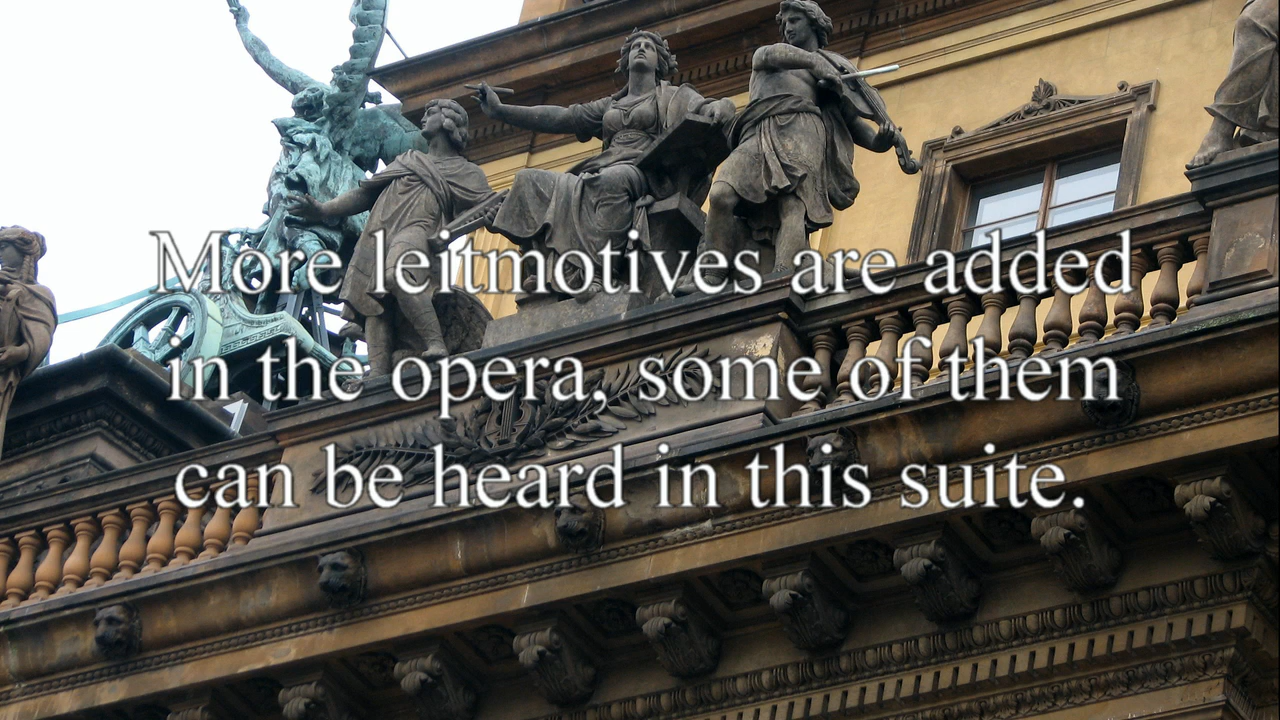 More leitmotives are added
in the opera, some of them
can be heard in this suite.